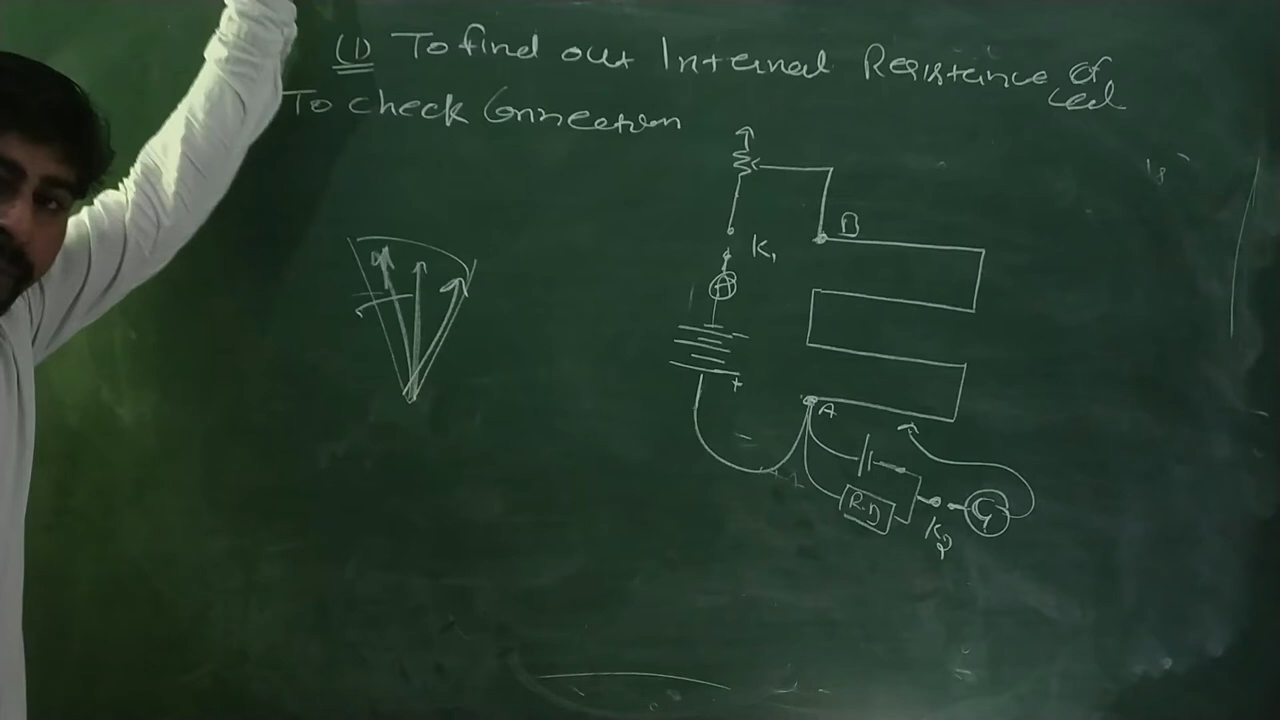 (1) To find out Internal Resistance of
cell
To check Connection
B
K1
A
+
-
A
R.B
K2
G